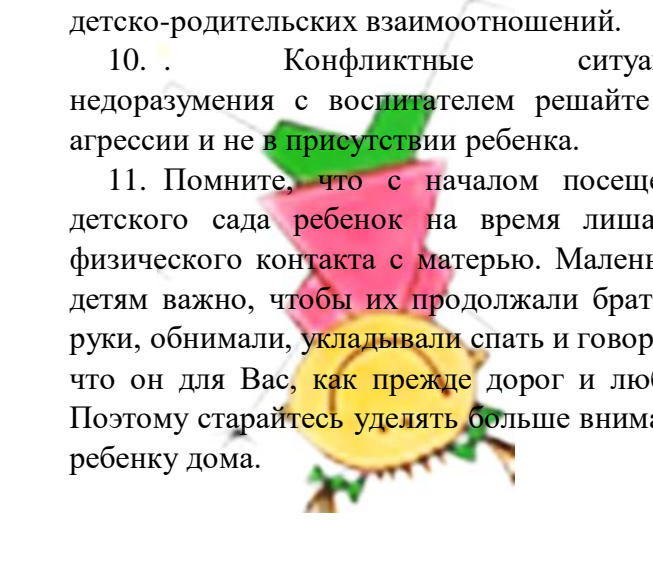 детско-родительских взаимоотношений.
10. . Конфликтные ситуа
недоразумения с воспитателем решайте
агрессии и не в присутствии ребенка.
11. Помните, что с началом посеще
детского сада ребенок на время лиша
физического контакта с матерью. Малень
детям важно, чтобы их продолжали брат
руки, обнимали, укладывали спать и говор
что он для Вас, как прежде дорог и лю
Поэтому старайтесь уделять больше внима
ребенку дома.